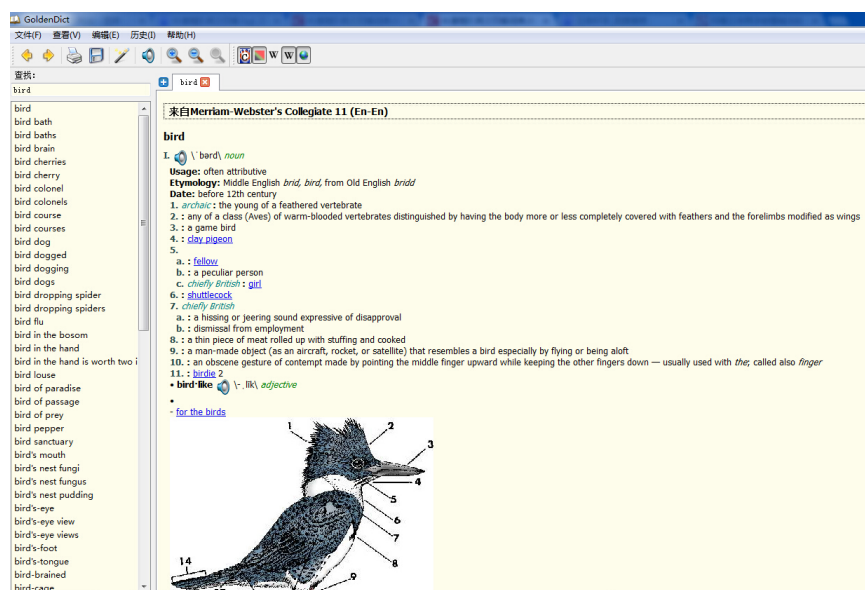 GoldenDict
文件(F) 查看(V) 编辑(E) 历史(I) 帮助(H)
W W
查找:
bird
bird
bird bath
bird baths
bird brain
bird cherries
bird cherry
bird colonel
bird colonels
bird course
bird courses
bird dog
bird dogged
bird dogging
bird dogs
bird dropping spider
bird dropping spiders
bird flu
bird in the bosom
bird in the hand
bird in the hand is worth two i
bird louse
bird of paradise
bird of passage
bird of prey
bird pepper
bird sanctuary
bird's mouth
bird's nest fungi
bird's nest fungus
bird's nest pudding
bird's-eye
bird's-eye view
bird's-eye views
bird's-foot
bird's-tongue
bird-brained
bird-cage
bird
来自Merriam-Webster's Collegiate 11 (En-En)
bird
I. \ˈbərd\ noun
Usage: often attributive
Etymology: Middle English brid, bird, from Old English bridd
Date: before 12th century
1. archaic : the young of a feathered vertebrate
2. : any of a class (Aves) of warm-blooded vertebrates distinguished by having the body more or less completely covered with feathers and the forelimbs modified as wings
3. : a game bird
4. : clay pigeon
5.
a. : fellow
b. : a peculiar person
c. chiefly British : girl
6. : shuttlecock
7. chiefly British
a. : a hissing or jeering sound expressive of disapproval
b. : dismissal from employment
8. : a thin piece of meat rolled up with stuffing and cooked
9. : a man-made object (as an aircraft, rocket, or satellite) that resembles a bird especially by flying or being aloft
10. : an obscene gesture of contempt made by pointing the middle finger upward while keeping the other fingers down — usually used with the; called also finger
11. : birdie 2
• bird·like \-ˌlīk\ adjective
•
- for the birds
1
2
3
4
5
6
7
8
9
14